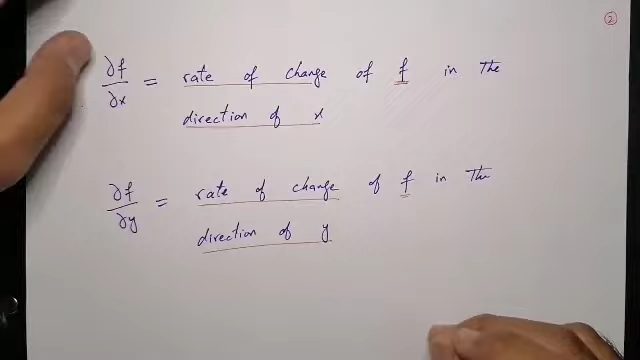 ②
∂f/∂x = rate of change of f in the
direction of x
∂f/∂y = rate of change of f in the
direction of y